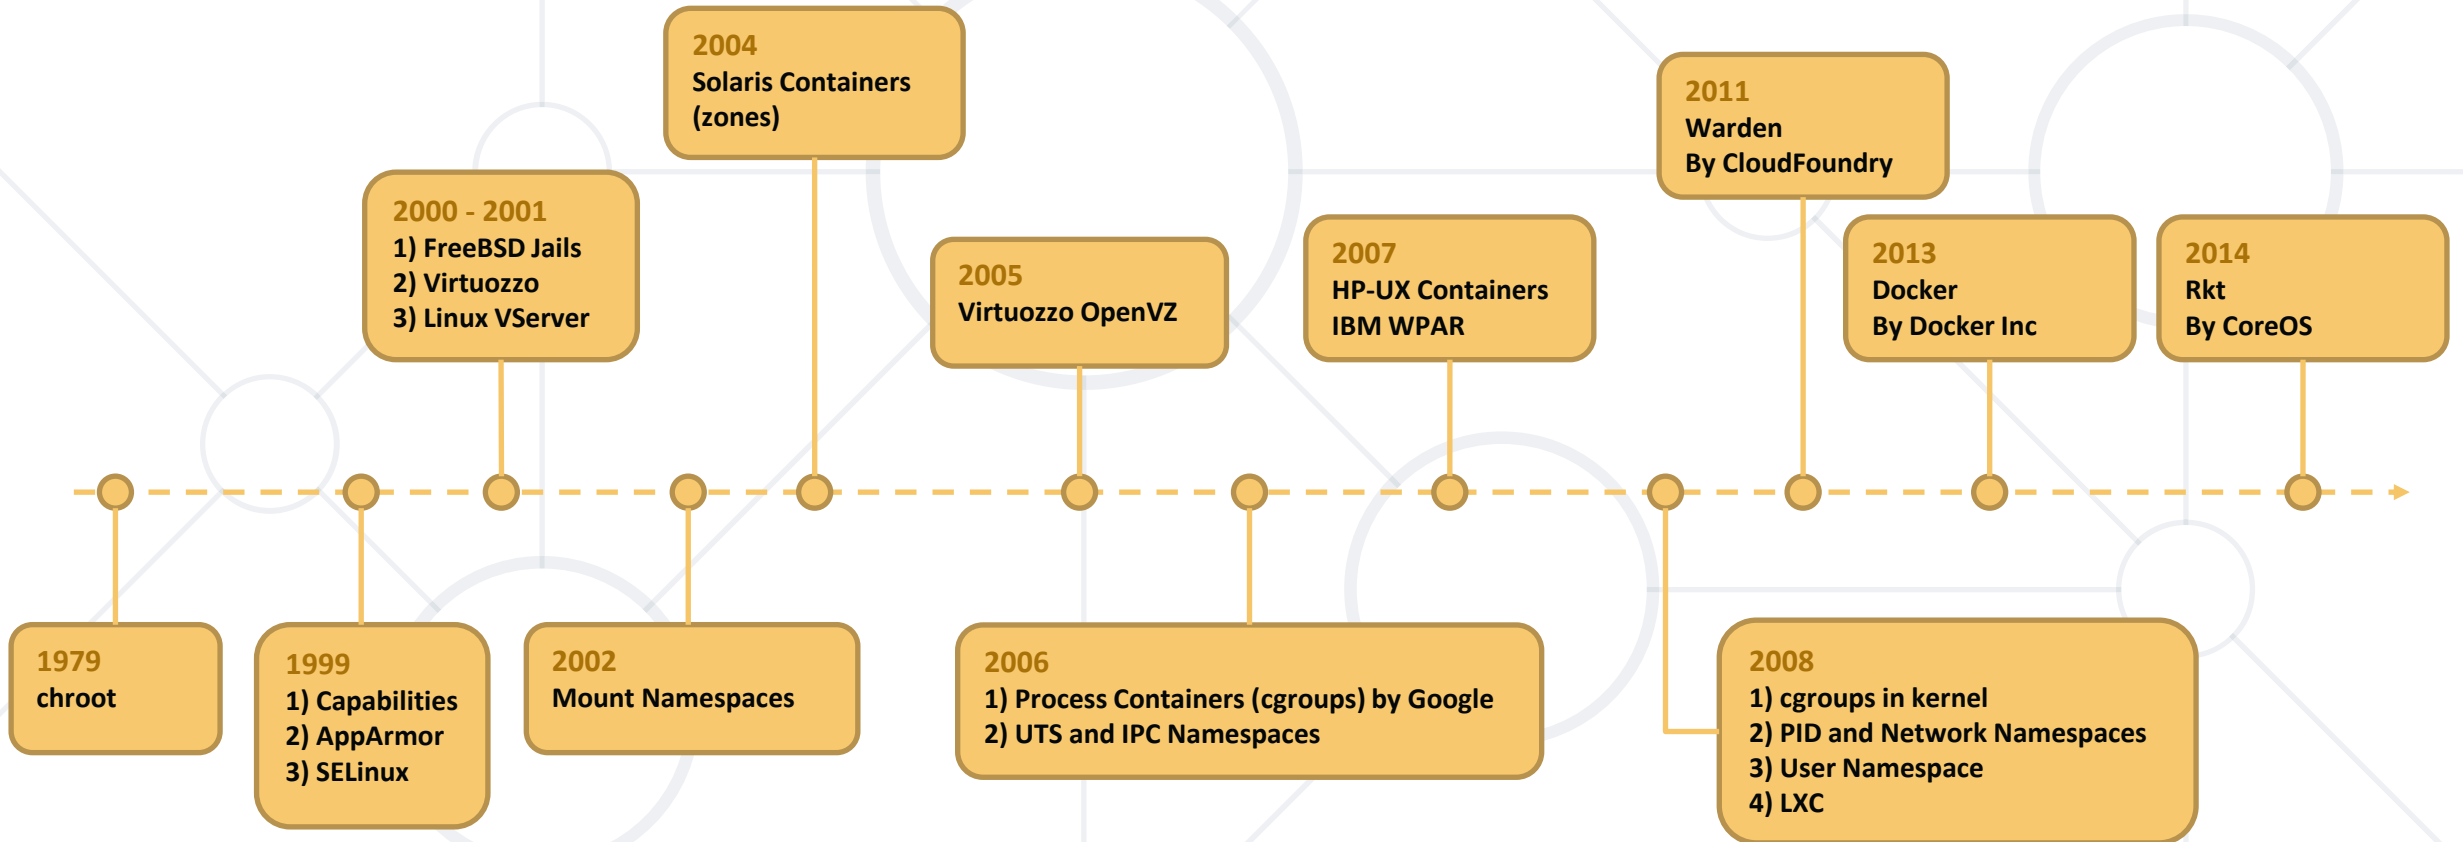 2004
Solaris Containers
(zones)
2011
Warden
By CloudFoundry
2000 - 2001
1) FreeBSD Jails
2) Virtuozzo
3) Linux VServer
2005
Virtuozzo OpenVZ
2007
HP-UX Containers
IBM WPAR
2013
Docker
By Docker Inc
2014
Rkt
By CoreOS
1979
chroot
1999
1) Capabilities
2) AppArmor
3) SELinux
2002
Mount Namespaces
2006
1) Process Containers (cgroups) by Google
2) UTS and IPC Namespaces
2008
1) cgroups in kernel
2) PID and Network Namespaces
3) User Namespace
4) LXC